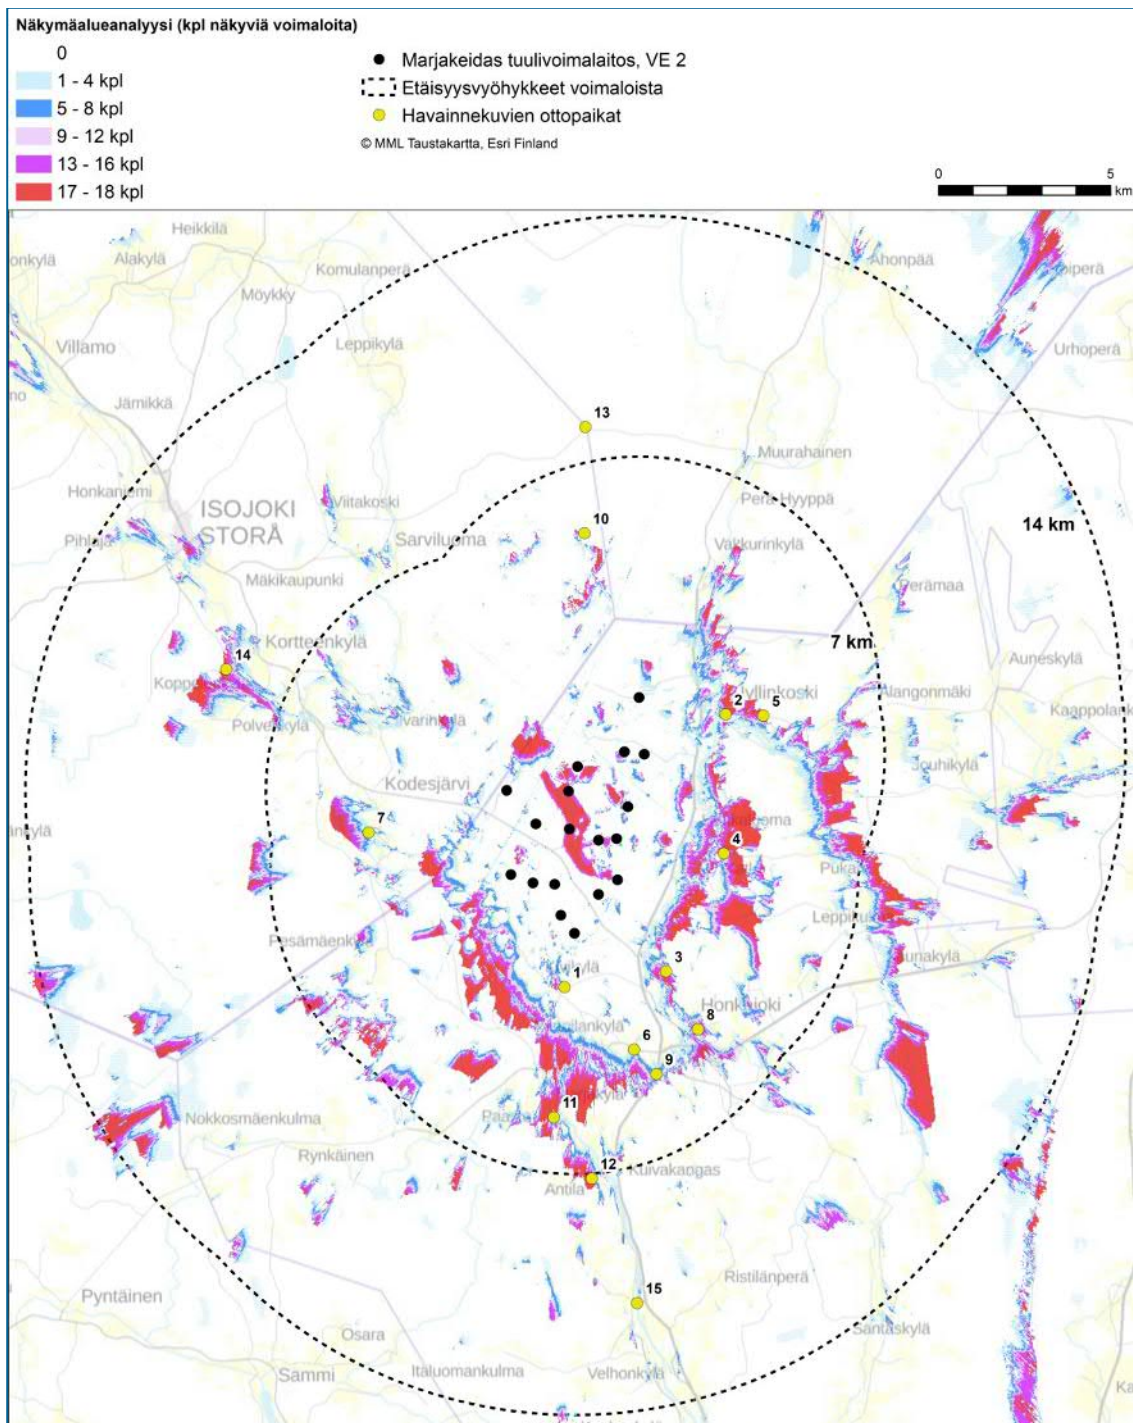 Näkymäalueanalyysi (kpl näkyviä voimaloita)
0
1 - 4 kpl
5 - 8 kpl
9 - 12 kpl
13 - 16 kpl
17 - 18 kpl
Marjakeidas tuulivoimalaitos, VE 2
Etäisyysvyöhykkeet voimaloista
Havainnekuvien ottopaikat
© MML Taustakartta, Esri Finland
0 5
km
Heikkilä
Alakylä
Komulanperä
Ahonpää
Möykky
Urhoperä
Villamo
Leppikylä
Jämikkä
13
Muurahainen
Honkaniemi
Viitakoski
Perä-Hyyppä
ISOJOKI
STORÅ
14 km
10
Pihlaja
Sarviluoma
Vakkurinkylä
Mäkikaupunki
Perämaa
Kortteenkylä
7 km
14
Auneskylä
Polvenkylä
2
5
Alangonmäki
Kodesjärvi
Jouhikylä
7
4
Pesämäenkylä
3
1
Honkajoki
8
6
9
11
Nokkosmäenkulma
Rynkäinen
12
Kuivakangas
Antila
15
Ristilänperä
Pyntäinen
Osara
Santaskylä
Sammi
Italuomankulma
Velhonkylä